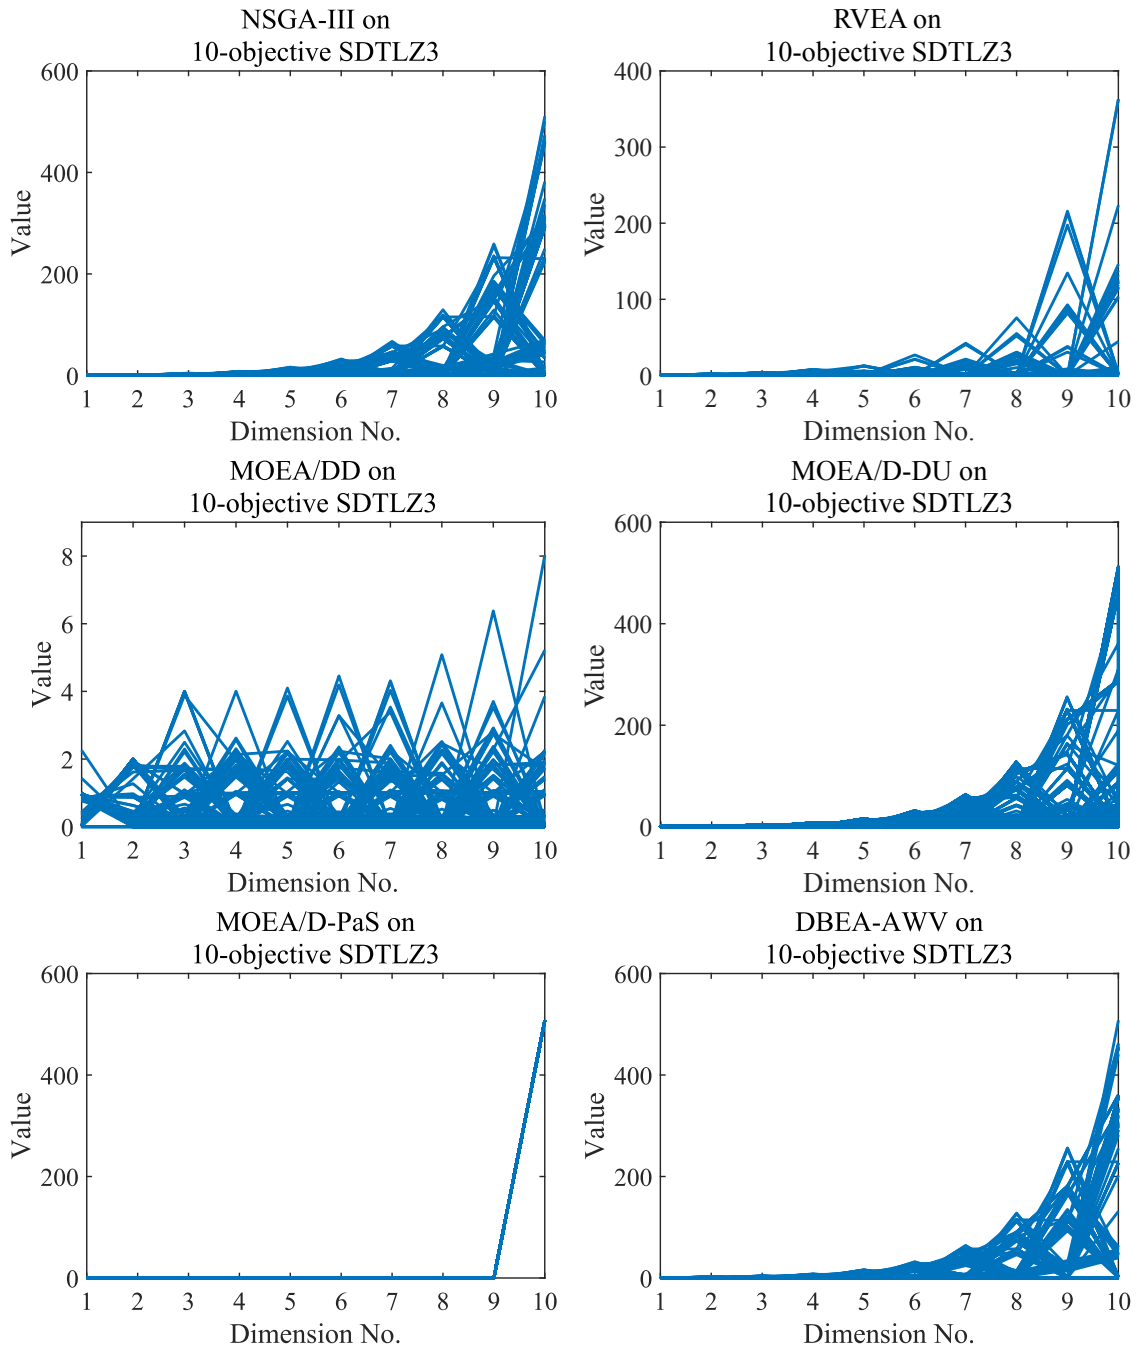 NSGA-III on
10-objective SDTLZ3
600
400
200
0
Value
1 2 3 4 5 6 7 8 9 10
Dimension No.
RVEA on
10-objective SDTLZ3
400
300
200
100
0
Value
1 2 3 4 5 6 7 8 9 10
Dimension No.
MOEA/DD on
10-objective SDTLZ3
8
6
4
2
0
Value
1 2 3 4 5 6 7 8 9 10
Dimension No.
MOEA/D-DU on
10-objective SDTLZ3
600
400
200
0
Value
1 2 3 4 5 6 7 8 9 10
Dimension No.
MOEA/D-PaS on
10-objective SDTLZ3
600
400
200
0
Value
1 2 3 4 5 6 7 8 9 10
Dimension No.
DBEA-AWV on
10-objective SDTLZ3
600
400
200
0
Value
1 2 3 4 5 6 7 8 9 10
Dimension No.